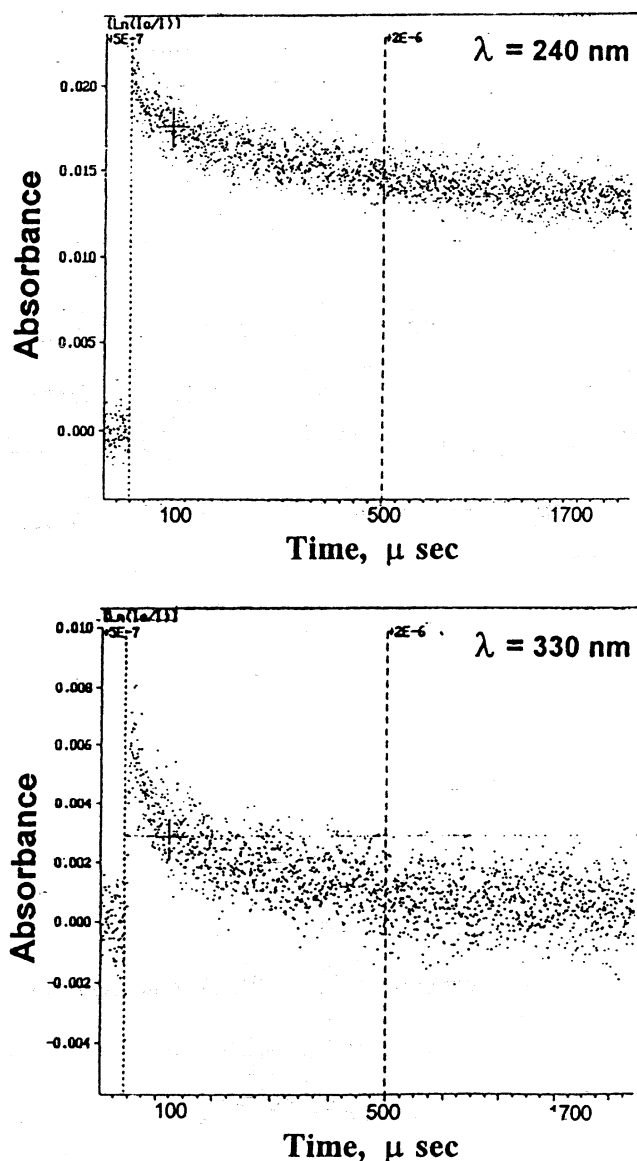 [Ln(Io/I)]
+5E-7
+2E-6
λ = 240 nm
0.020
0.015
0.010
0.005
0.000
Absorbance
100 500 1700
Time, μ sec
[Ln(Io/I)]
+5E-7
+2E-6
λ = 330 nm
0.010
0.008
0.006
0.004
0.002
0.000
-0.002
-0.004
Absorbance
100 500 1700
Time, μ sec